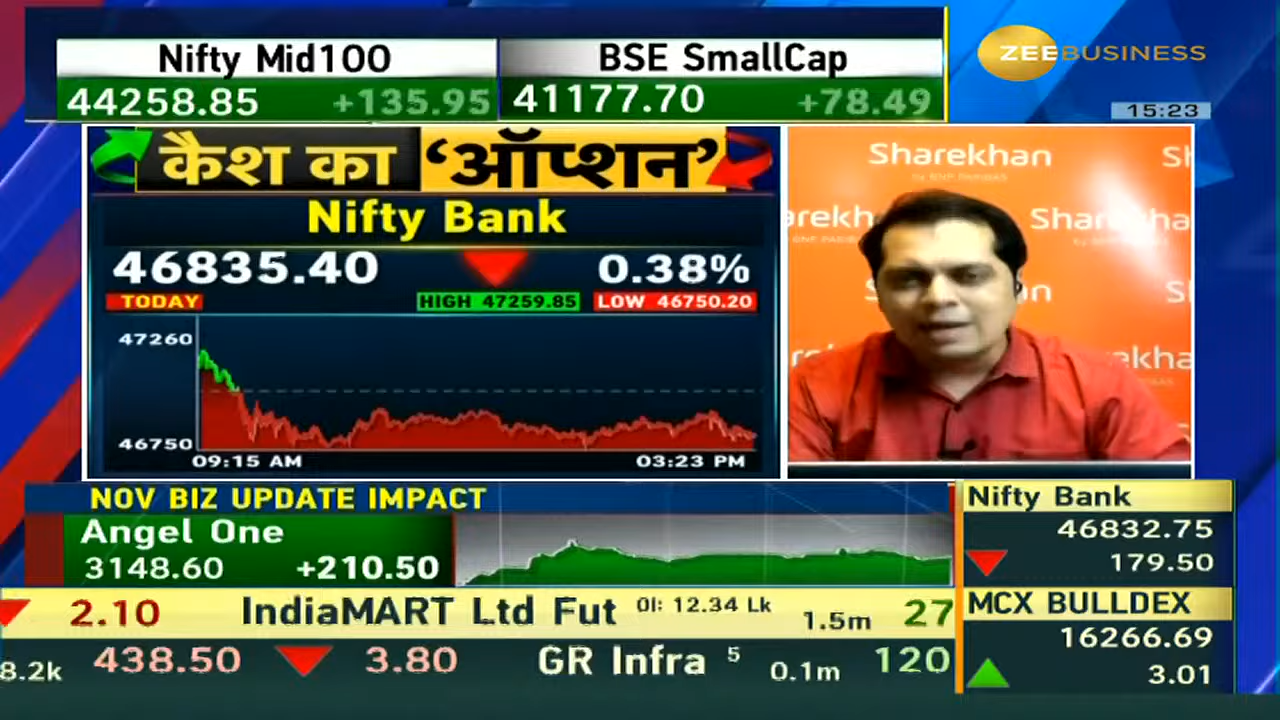 Nifty Mid100
44258.85 +135.95
BSE SmallCap
41177.70 +78.49
ZEEBUSINESS
15:23
कैश का 'ऑप्शन'
Nifty Bank
46835.40 0.38%
TODAY HIGH 47259.85 LOW 46750.20
47260
46750
09:15 AM 03:23 PM
Sharekhan
by BNP PARIBAS
NOV BIZ UPDATE IMPACT
Angel One
3148.60 +210.50
2.10 IndiaMART Ltd Fut OI: 12.34 Lk 1.5m 27
8.2k 438.50 3.80 GR Infra 5 0.1m 120
Nifty Bank
46832.75
179.50
MCX BULLDEX
16266.69
3.01